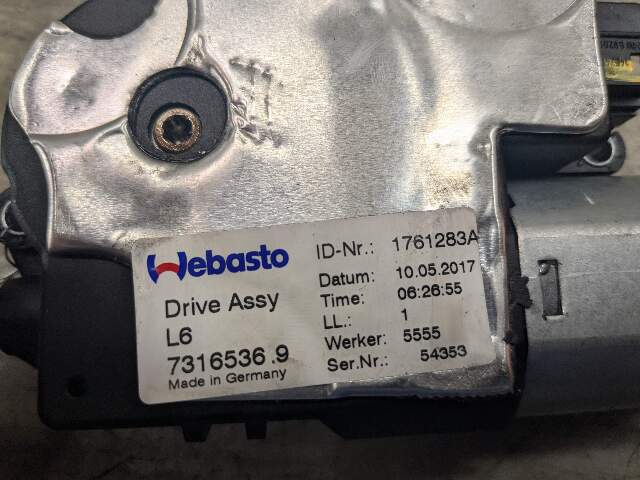 Webasto
Drive Assy
L6
7316536.9
Made in Germany
ID-Nr.: 1761283A
Datum: 10.05.2017
Time: 06:26:55
LL.: 1
Werker: 5555
Ser.Nr.: 54353